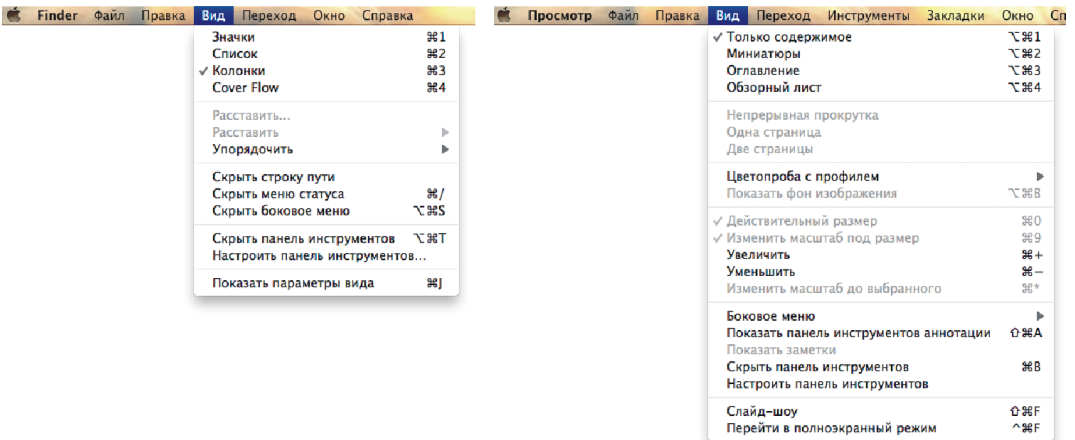 Finder Файл Правка Вид Переход Окно Справка
Значки ⌘1
Список ⌘2
✓ Колонки ⌘3
Cover Flow ⌘4
Расставить...
Расставить ▶
Упорядочить ▶
Скрыть строку пути
Скрыть меню статуса ⌘/
Скрыть боковое меню ⌥⌘S
Скрыть панель инструментов ⌥⌘T
Настроить панель инструментов...
Показать параметры вида ⌘J
Просмотр Файл Правка Вид Переход Инструменты Закладки Окно Сп
✓ Только содержимое ⌥⌘1
Миниатюры ⌥⌘2
Оглавление ⌥⌘3
Обзорный лист ⌥⌘4
Непрерывная прокрутка
Одна страница
Две страницы
Цветопроба с профилем ▶
Показать фон изображения ⌥⌘B
✓ Действительный размер ⌘0
✓ Изменить масштаб под размер ⌘9
Увеличить ⌘+
Уменьшить ⌘−
Изменить масштаб до выбранного ⌘*
Боковое меню ▶
Показать панель инструментов аннотации ⇧⌘A
Показать заметки
Скрыть панель инструментов ⌘B
Настроить панель инструментов
Слайд-шоу ⇧⌘F
Перейти в полноэкранный режим ^⌘F